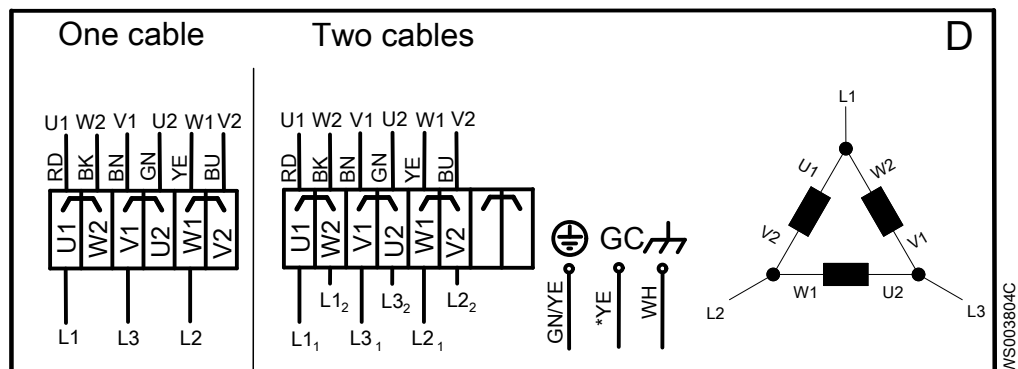 One cable
Two cables
D
U1 W2 V1 U2 W1 V2
RD BK BN GN YE BU
U1 W2 V1 U2 W1 V2
L1 L3 L2
U1 W2 V1 U2 W1 V2
RD BK BN GN YE BU
U1 W2 V1 U2 W1 V2
L1₂ L3₂ L2₂
L1₁ L3₁ L2₁
GC
GN/YE *YE WH
L1
U1 W2
V2 V1
W1 U2
L2 L3
WS003804C